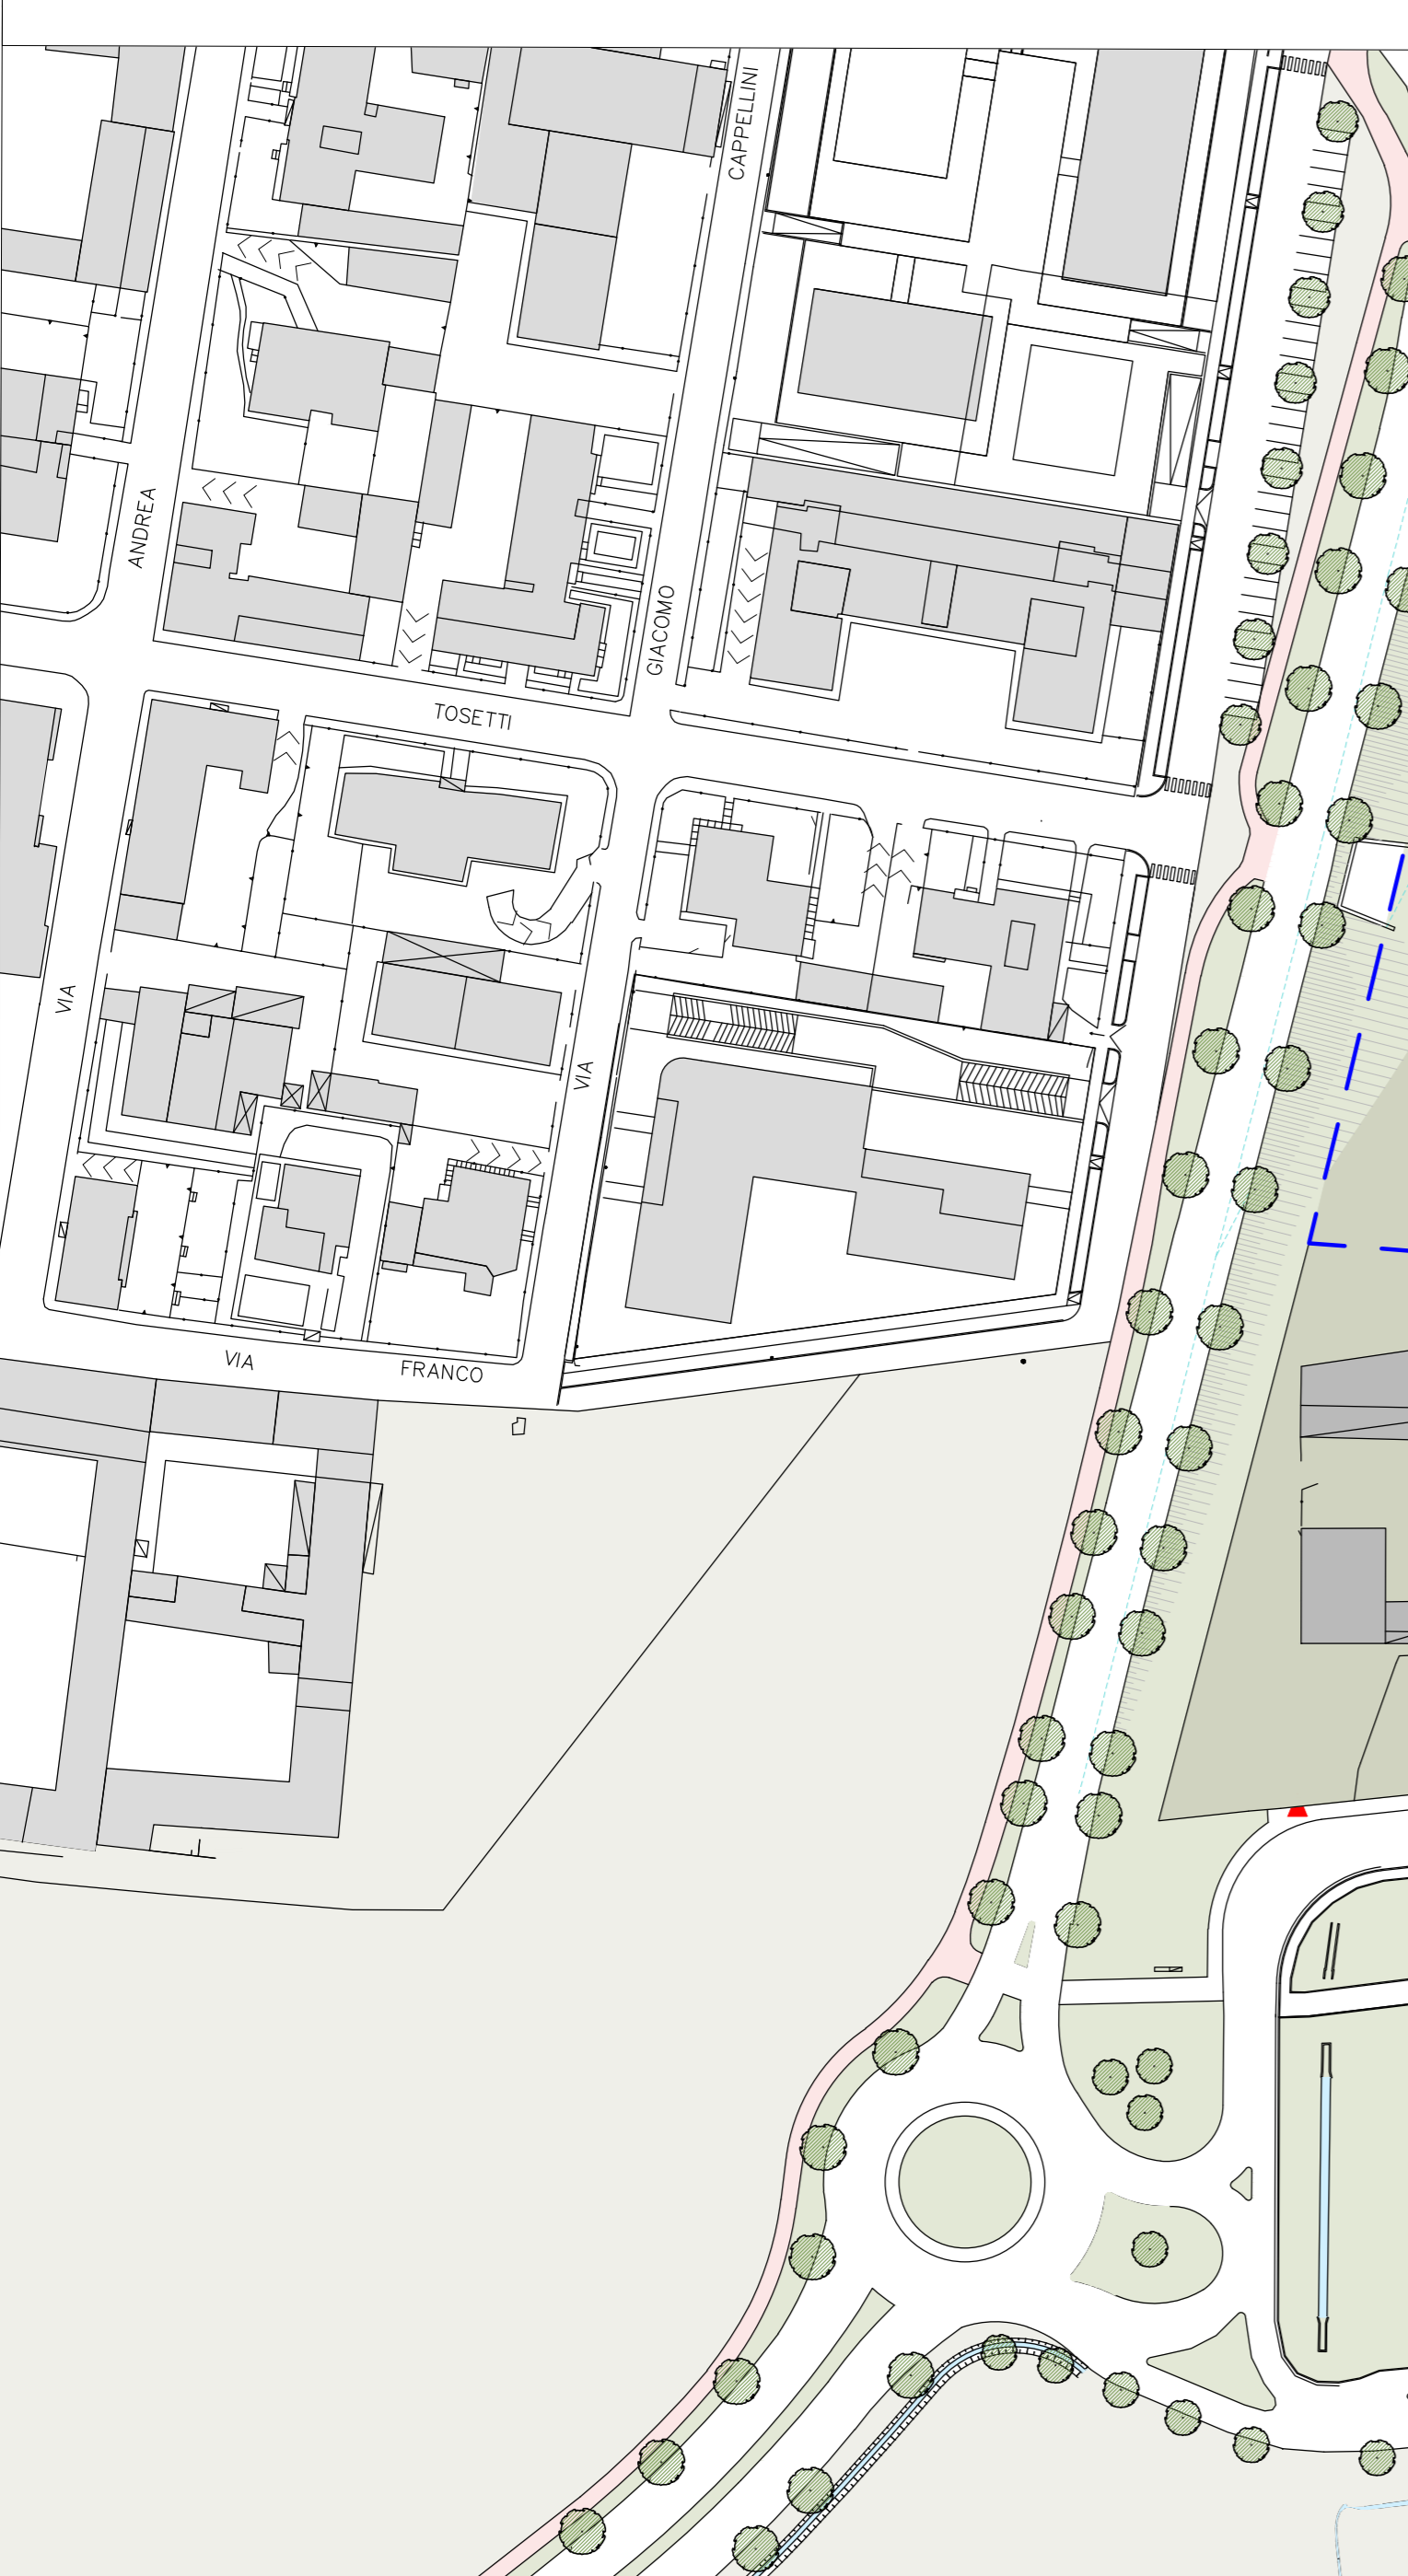 CAPPELLINI
ANDREA
GIACOMO
TOSETTI
VIA
VIA
VIA
FRANCO